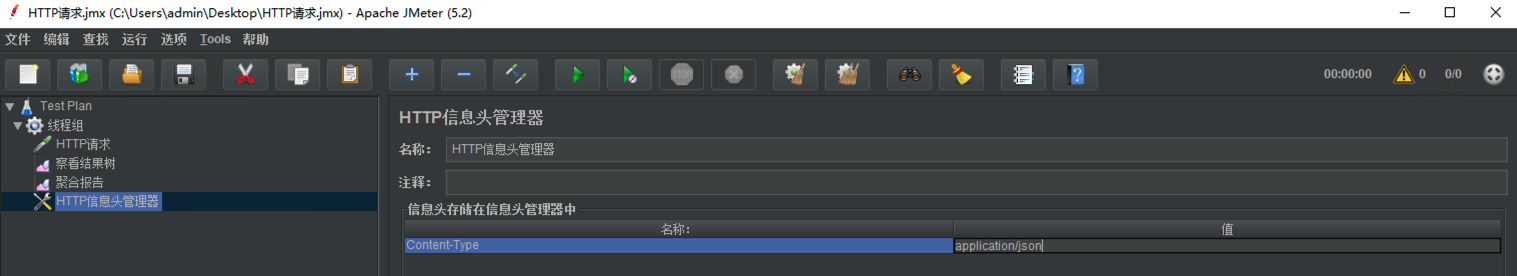 HTTP请求.jmx (C:\Users\admin\Desktop\HTTP请求.jmx) - Apache JMeter (5.2)
文件 编辑 查找 运行 选项 Tools 帮助
STOP 00:00:00 0 0/0
Test Plan
线程组
HTTP请求
察看结果树
聚合报告
HTTP信息头管理器
HTTP信息头管理器
名称： HTTP信息头管理器
注释：
信息头存储在信息头管理器中
名称: 值
Content-Type application/json